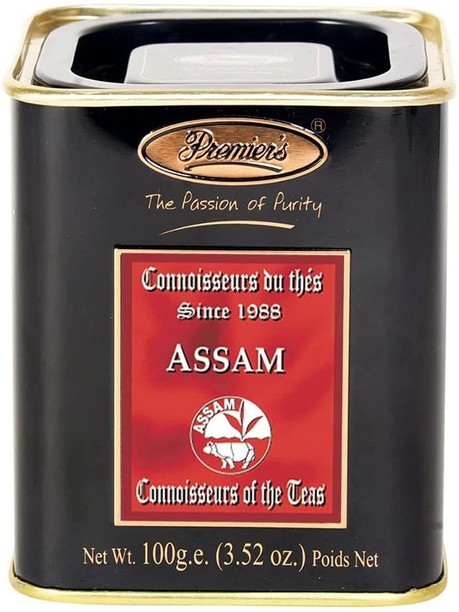 Premier's®
The Passion of Purity
Connoisseurs du thés
Since 1988
ASSAM
ASSAM
Connoisseurs of the Teas
Net Wt. 100g.e. (3.52 oz.) Poids Net